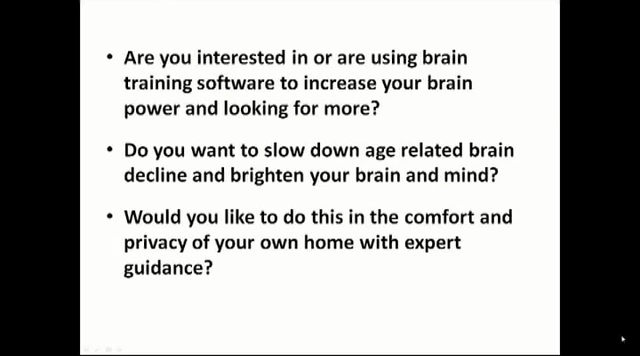 • Are you interested in or are using brain
training software to increase your brain
power and looking for more?
• Do you want to slow down age related brain
decline and brighten your brain and mind?
• Would you like to do this in the comfort and
privacy of your own home with expert
guidance?